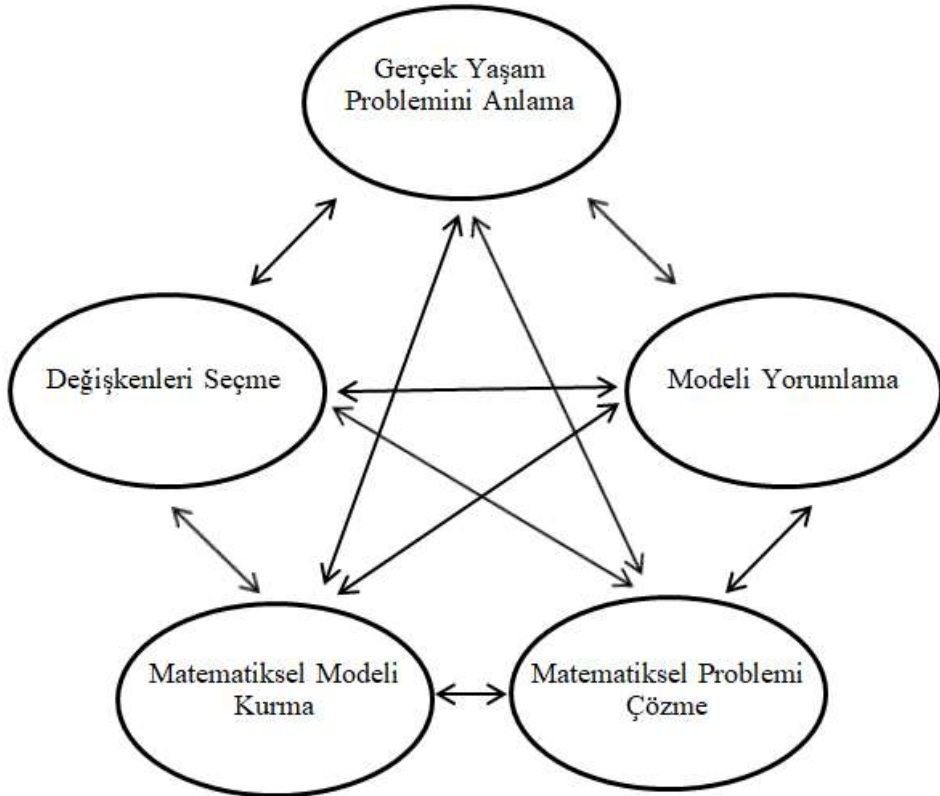 Gerçek Yaşam
Problemini Anlama
Değişkenleri Seçme
Modeli Yorumlama
Matematiksel Modeli
Kurma
Matematiksel Problemi
Çözme